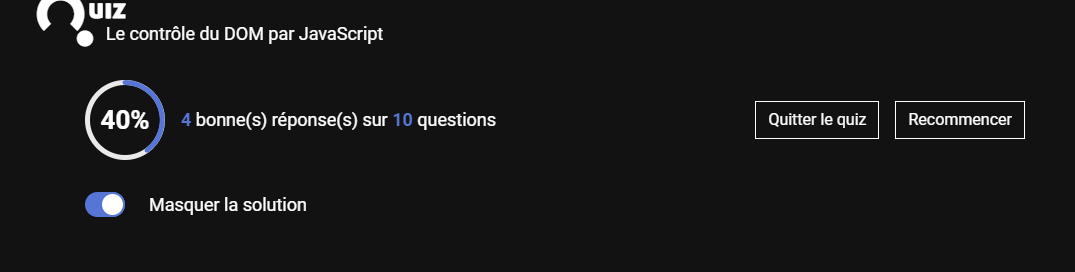 QUIZ
Le contrôle du DOM par JavaScript
40%
4 bonne(s) réponse(s) sur 10 questions
Quitter le quiz
Recommencer
Masquer la solution